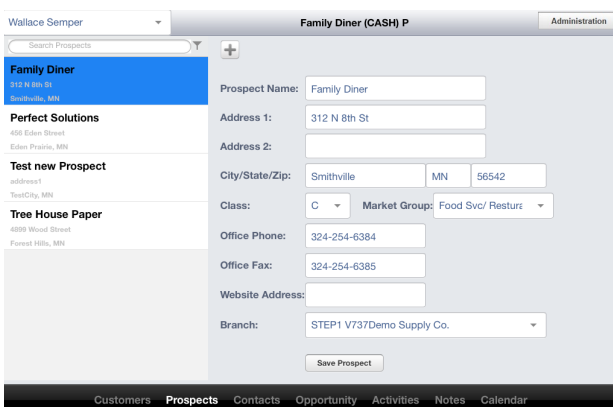 Wallace Semper
Family Diner (CASH) P
Administration
Search Prospects
Family Diner
312 N 8th St
Smithville, MN
Perfect Solutions
455 Eden Street
Eden Prairie, MN
Test new Prospect
address1
TestCity, MN
Tree House Paper
4899 Wood Street
Forest Hills, MN
Prospect Name: Family Diner
Address 1: 312 N 8th St
Address 2:
City/State/Zip: Smithville MN 56542
Class: C Market Group: Food Svc/ Restura
Office Phone: 324-254-6384
Office Fax: 324-254-6385
Website Address:
Branch: STEP1 V737Demo Supply Co.
Save Prospect
Customers Prospects Contacts Opportunity Activities Notes Calendar